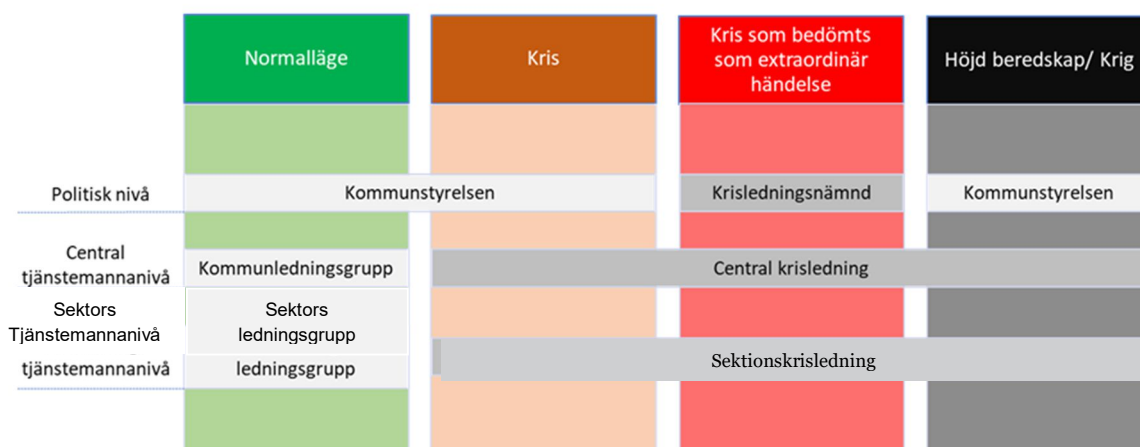 Normalläge
Kris
Kris som bedömts
som extraordinär
händelse
Höjd beredskap/ Krig
Politisk nivå
Kommunstyrelsen
Krisledningsnämnd
Kommunstyrelsen
Central
tjänstemannanivå
Kommunledningsgrupp
Central krisledning
Sektors
Tjänstemannanivå
Sektors
ledningsgrupp
tjänstemannanivå
ledningsgrupp
Sektionskrisledning